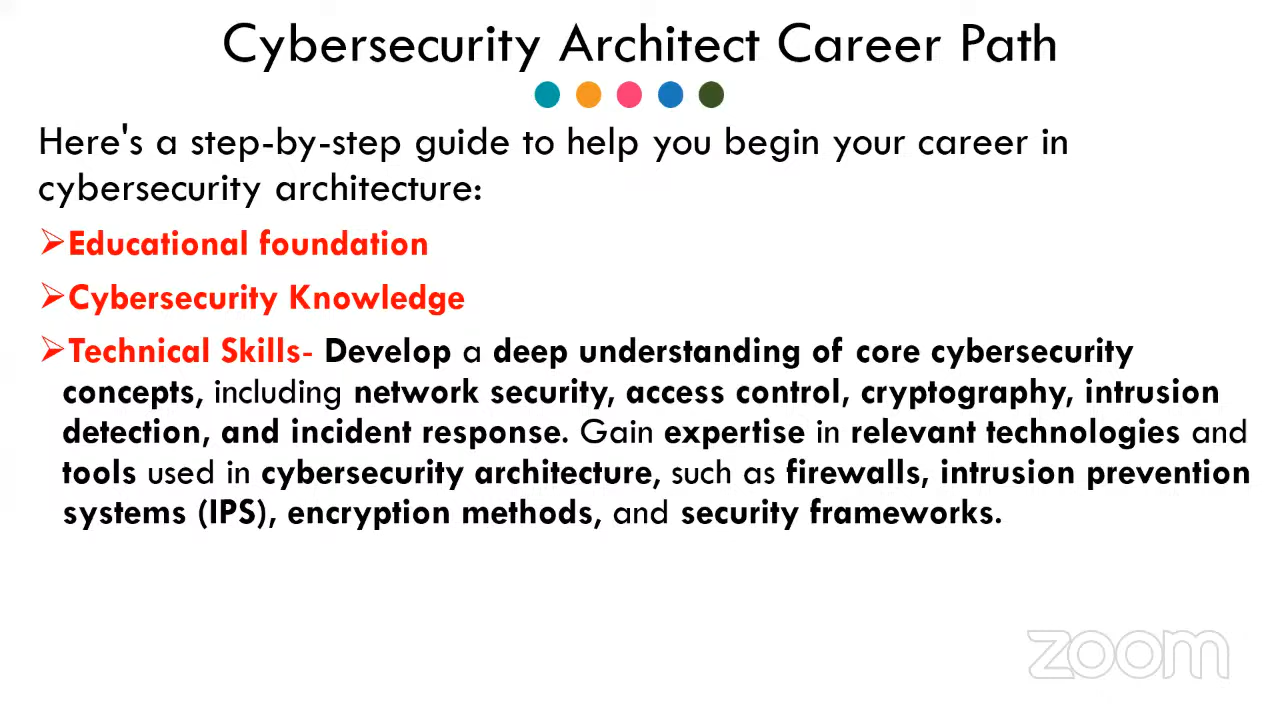 Cybersecurity Architect Career Path
Here's a step-by-step guide to help you begin your career in
cybersecurity architecture:
➢Educational foundation
➢Cybersecurity Knowledge
➢Technical Skills- Develop a deep understanding of core cybersecurity
concepts, including network security, access control, cryptography, intrusion
detection, and incident response. Gain expertise in relevant technologies and
tools used in cybersecurity architecture, such as firewalls, intrusion prevention
systems (IPS), encryption methods, and security frameworks.
zoom